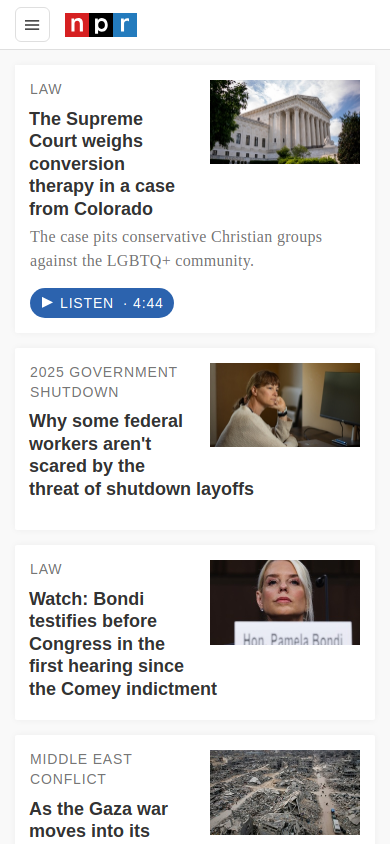 npr
LAW
The Supreme
Court weighs
conversion
therapy in a case
from Colorado
The case pits conservative Christian groups
against the LGBTQ+ community.
LISTEN · 4:44
2025 GOVERNMENT
SHUTDOWN
Why some federal
workers aren't
scared by the
threat of shutdown layoffs
LAW
Watch: Bondi
testifies before
Congress in the
first hearing since
the Comey indictment
Hon. Pamela Bondi
MIDDLE EAST
CONFLICT
As the Gaza war
moves into its